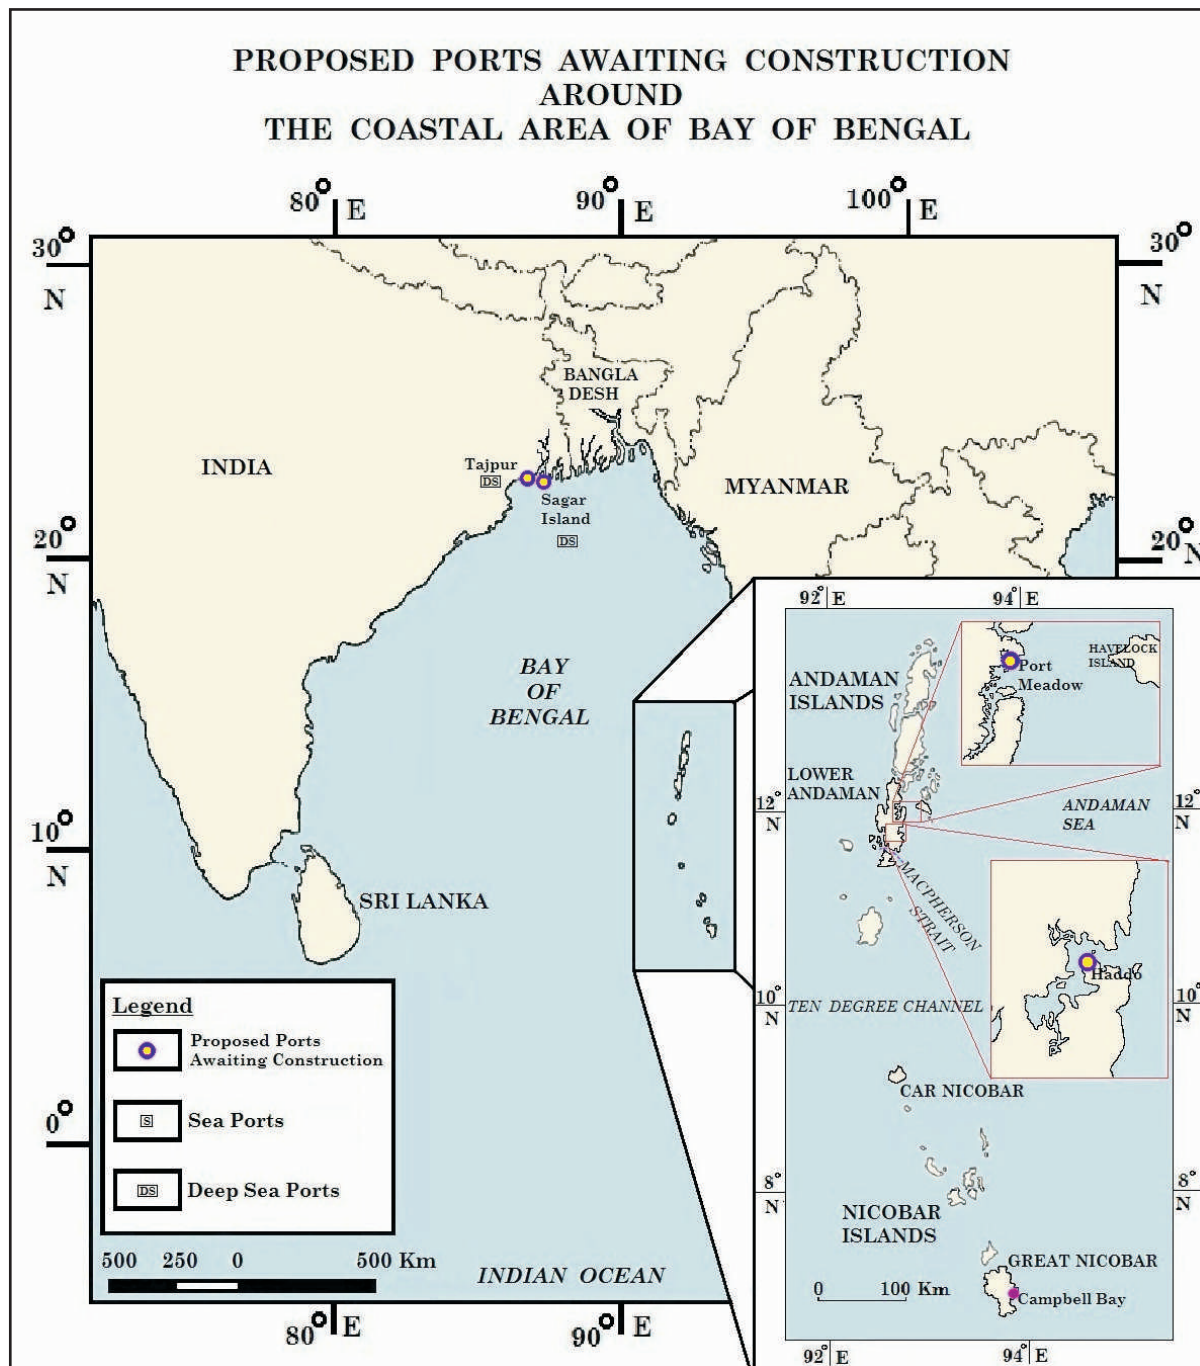 PROPOSED PORTS AWAITING CONSTRUCTION
AROUND
THE COASTAL AREA OF BAY OF BENGAL
80° E
90° E
100° E
30°
N
30°
N
BANGLA
DESH
INDIA
Tajpur
DS
Sagar
Island
DS
MYANMAR
20°
N
20°
N
BAY
OF
BENGAL
10°
N
SRI LANKA
0°
INDIAN OCEAN
80° E
90° E
Legend
Proposed Ports
Awaiting Construction
S
Sea Ports
DS
Deep Sea Ports
500 250 0 500 Km
92° E
94° E
ANDAMAN
ISLANDS
Port
Meadow
HAVELOCK
ISLAND
LOWER
ANDAMAN
12°
N
12°
N
ANDAMAN
SEA
MACPHERSON
STRAIT
Haddo
10°
N
10°
N
TEN DEGREE CHANNEL
CAR NICOBAR
8°
N
8°
N
NICOBAR
ISLANDS
GREAT NICOBAR
Campbell Bay
0 100 Km
92° E
94° E